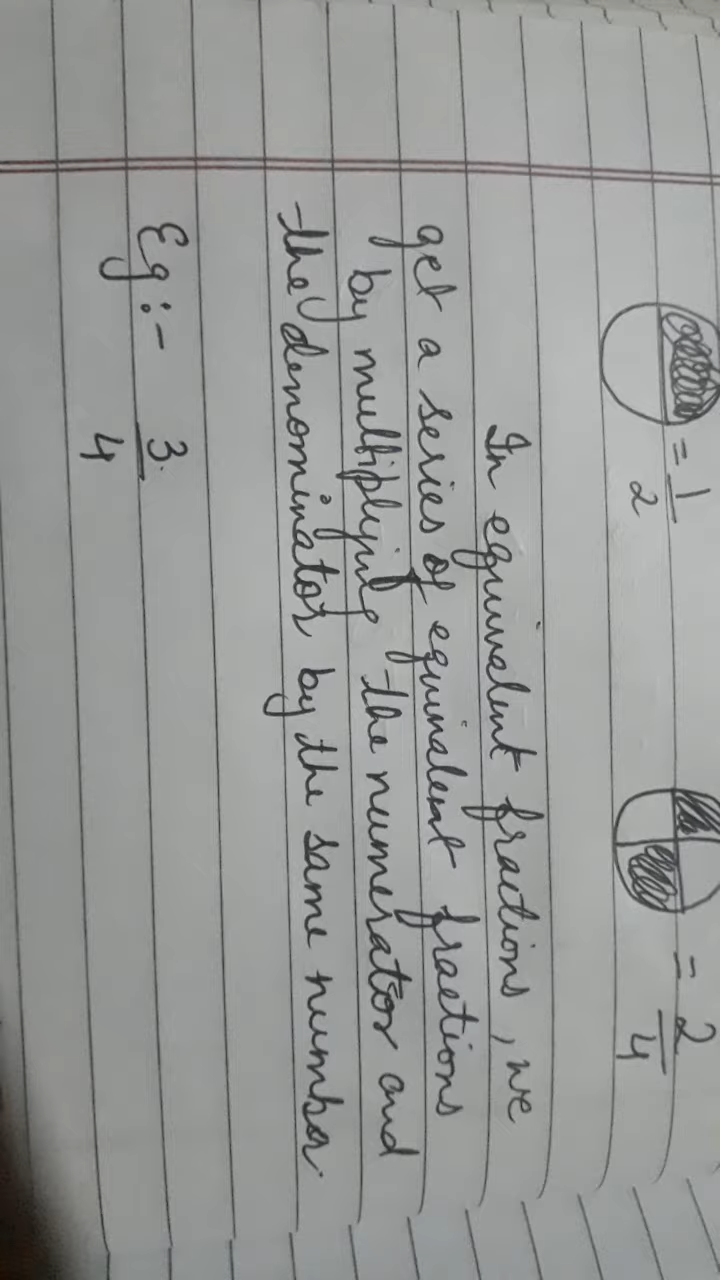 = 1/2 = 2/4
In equivalent fractions, we
get a series of equivalent fractions
by multiplying the numerator and
the denominator by the same number.
Eg :- 3/4